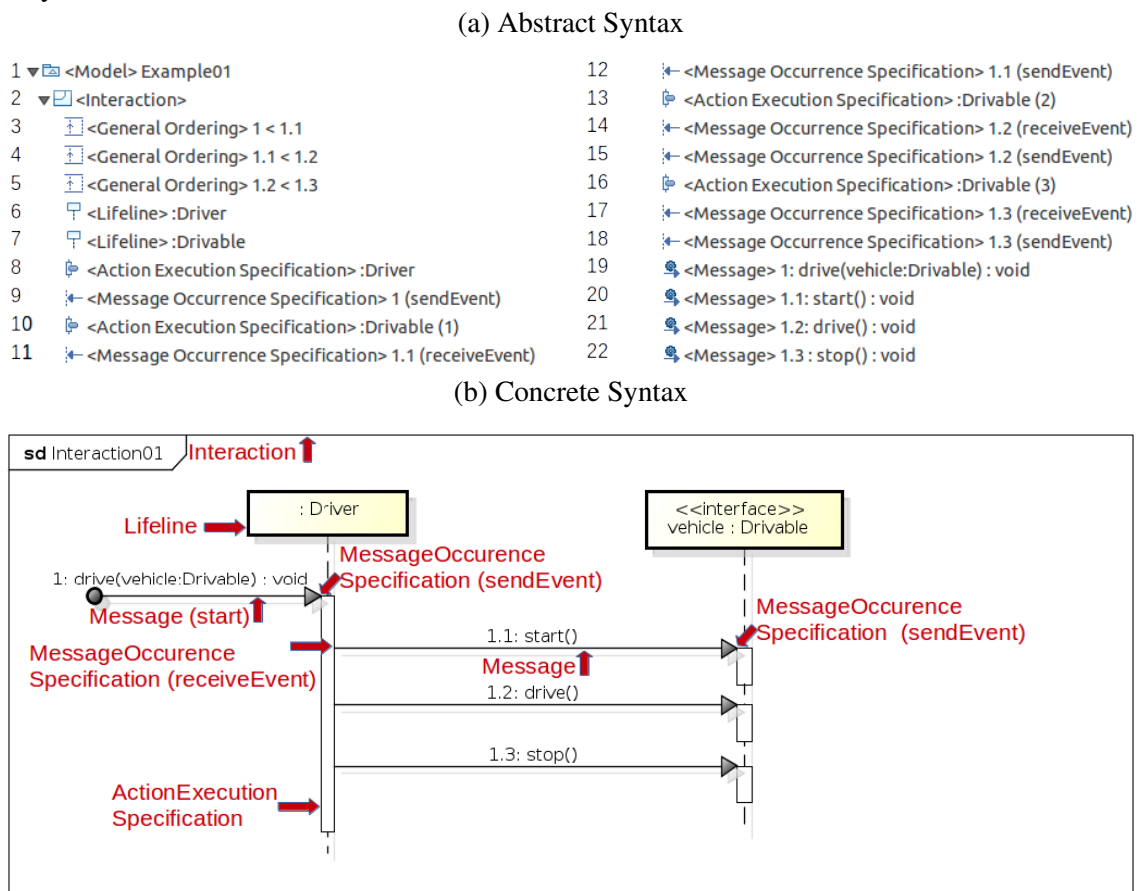 (a) Abstract Syntax
1 <Model> Example01
2 <Interaction>
3 <General Ordering> 1 < 1.1
4 <General Ordering> 1.1 < 1.2
5 <General Ordering> 1.2 < 1.3
6 <Lifeline> :Driver
7 <Lifeline> :Drivable
8 <Action Execution Specification> :Driver
9 <Message Occurrence Specification> 1 (sendEvent)
10 <Action Execution Specification> :Drivable (1)
11 <Message Occurrence Specification> 1.1 (receiveEvent)
12 <Message Occurrence Specification> 1.1 (sendEvent)
13 <Action Execution Specification> :Drivable (2)
14 <Message Occurrence Specification> 1.2 (receiveEvent)
15 <Message Occurrence Specification> 1.2 (sendEvent)
16 <Action Execution Specification> :Drivable (3)
17 <Message Occurrence Specification> 1.3 (receiveEvent)
18 <Message Occurrence Specification> 1.3 (sendEvent)
19 <Message> 1: drive(vehicle:Drivable) : void
20 <Message> 1.1: start() : void
21 <Message> 1.2: drive() : void
22 <Message> 1.3 : stop() : void
(b) Concrete Syntax
sd Interaction01
Interaction
: Driver
<<interface>>
vehicle : Drivable
Lifeline
MessageOccurence
Specification (sendEvent)
1: drive(vehicle:Drivable) : void
Message (start)
MessageOccurence
Specification (sendEvent)
1.1: start()
MessageOccurence
Specification (receiveEvent)
Message
1.2: drive()
1.3: stop()
ActionExecution
Specification